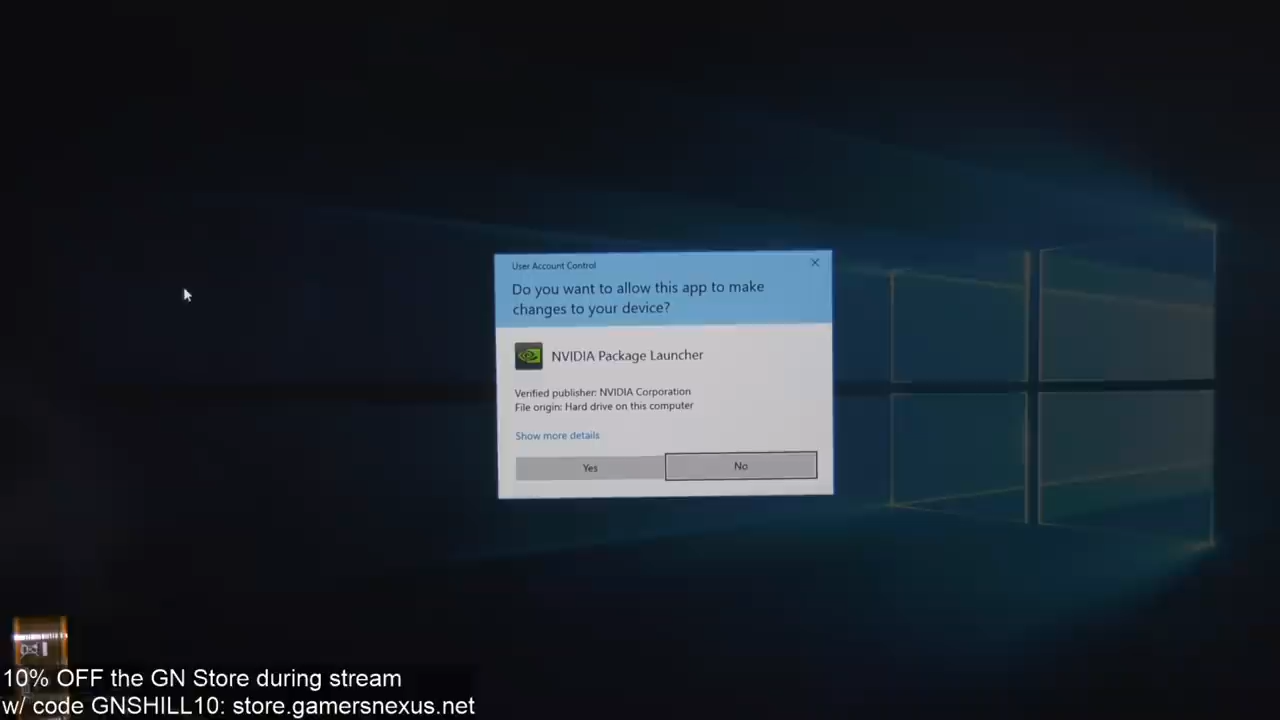 User Account Control
Do you want to allow this app to make
changes to your device?
NVIDIA Package Launcher
Verified publisher: NVIDIA Corporation
File origin: Hard drive on this computer
Show more details
Yes
No
10% OFF the GN Store during stream
w/ code GNSHILL10: store.gamersnexus.net